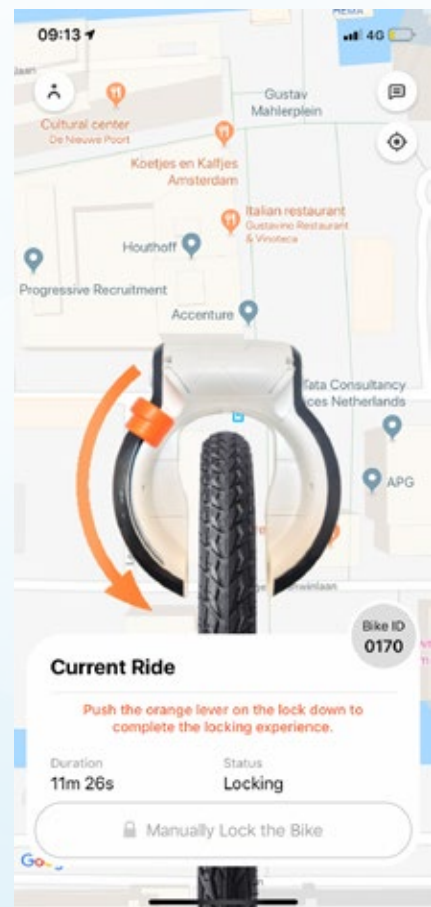 09:13
4G
Gustav
Mahlerplein
Cultural center
De Nieuwe Poort
Koetjes en Kalfjes
Amsterdam
Italian restaurant
Gustavino Restaurant
& Vinoteca
Houthoff
Progressive Recruitment
Accenture
Tata Consultancy
ces Netherlands
APG
Bike ID
0170
Current Ride
Push the orange lever on the lock down to
complete the locking experience.
Duration
Status
11m 26s
Locking
Manually Lock the Bike